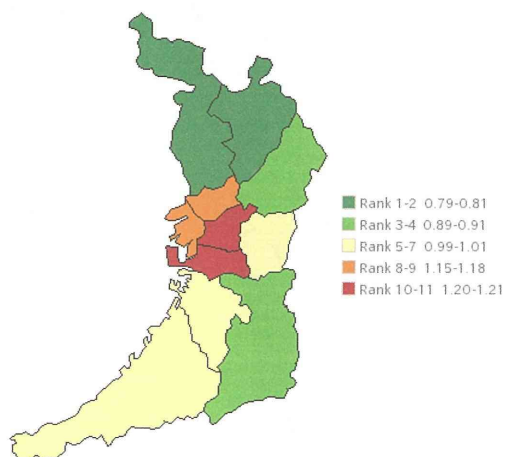 Rank 1-2 0.79-0.81
Rank 3-4 0.89-0.91
Rank 5-7 0.99-1.01
Rank 8-9 1.15-1.18
Rank 10-11 1.20-1.21